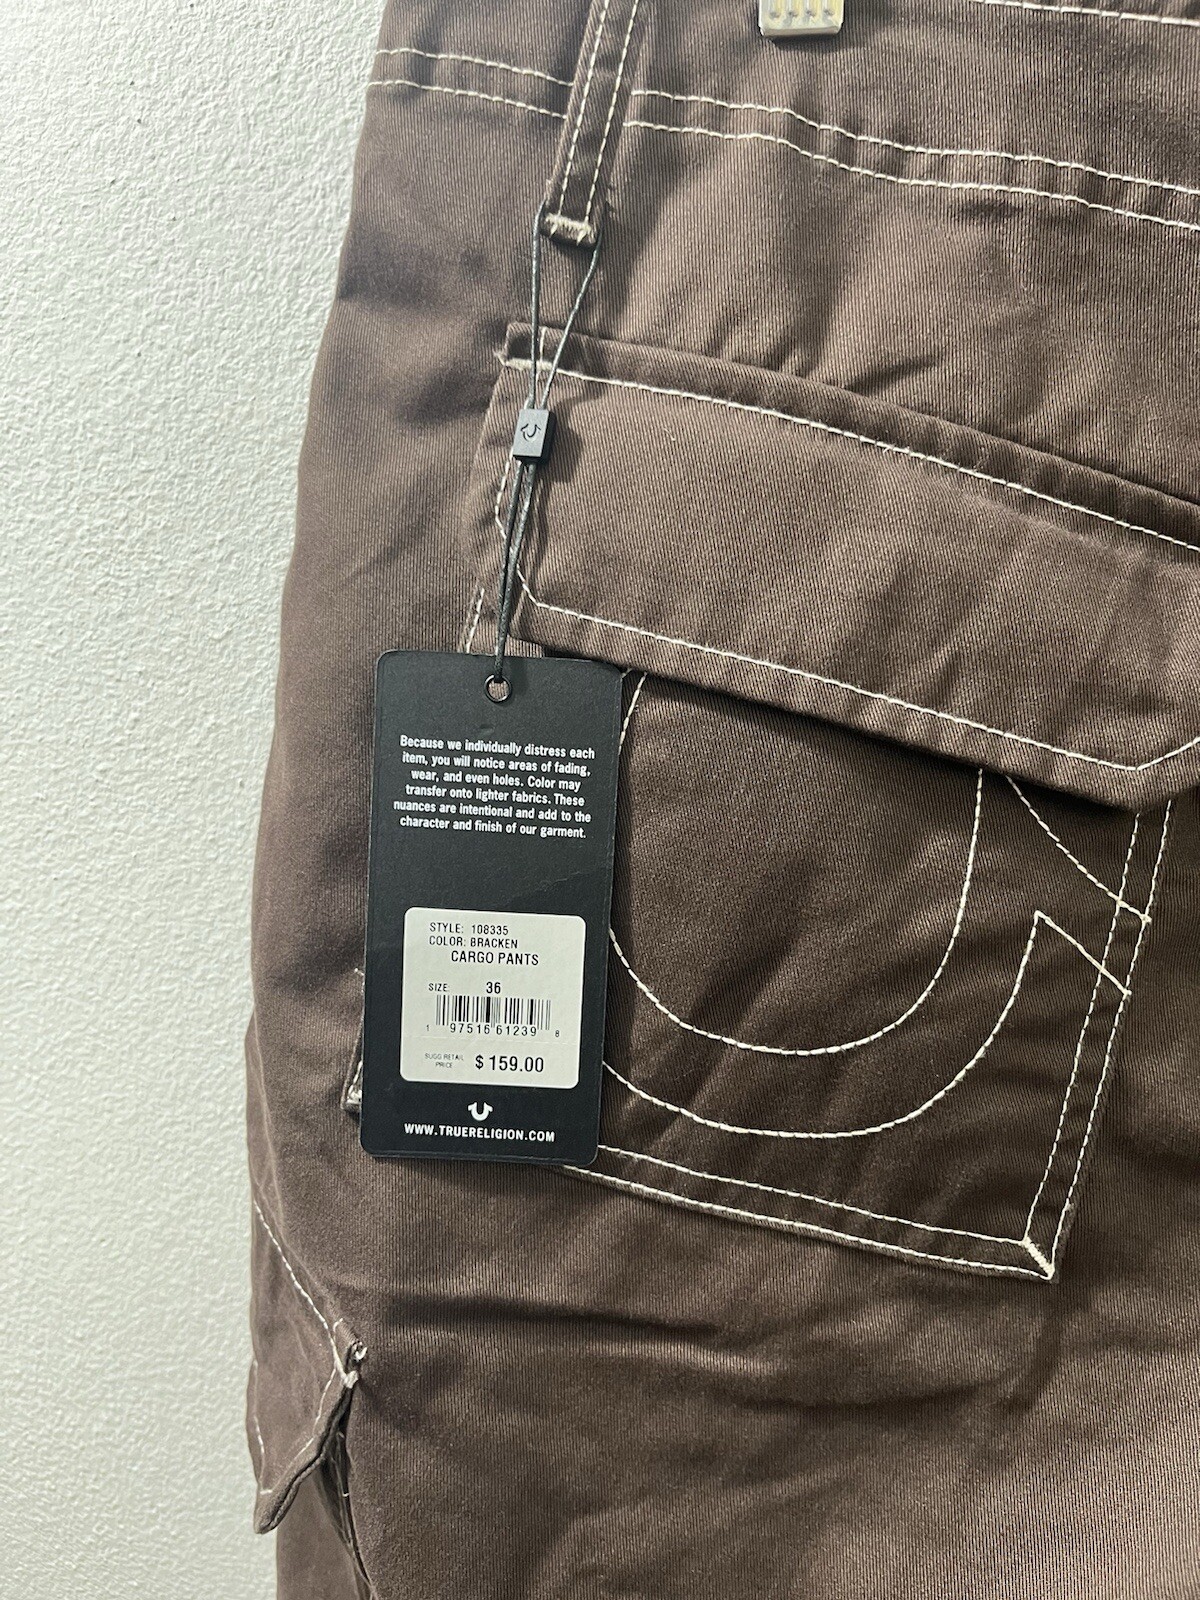 Because we individually distress each
item, you will notice areas of fading,
wear, and even holes. Color may
transfer onto lighter fabrics. These
nuances are intentional and add to the
character and finish of our garment.
STYLE: 108335
COLOR: BRACKEN
CARGO PANTS
SIZE: 36
1 97516 61239 8
SUGG RETAIL
PRICE $ 159.00
WWW.TRUERELIGION.COM